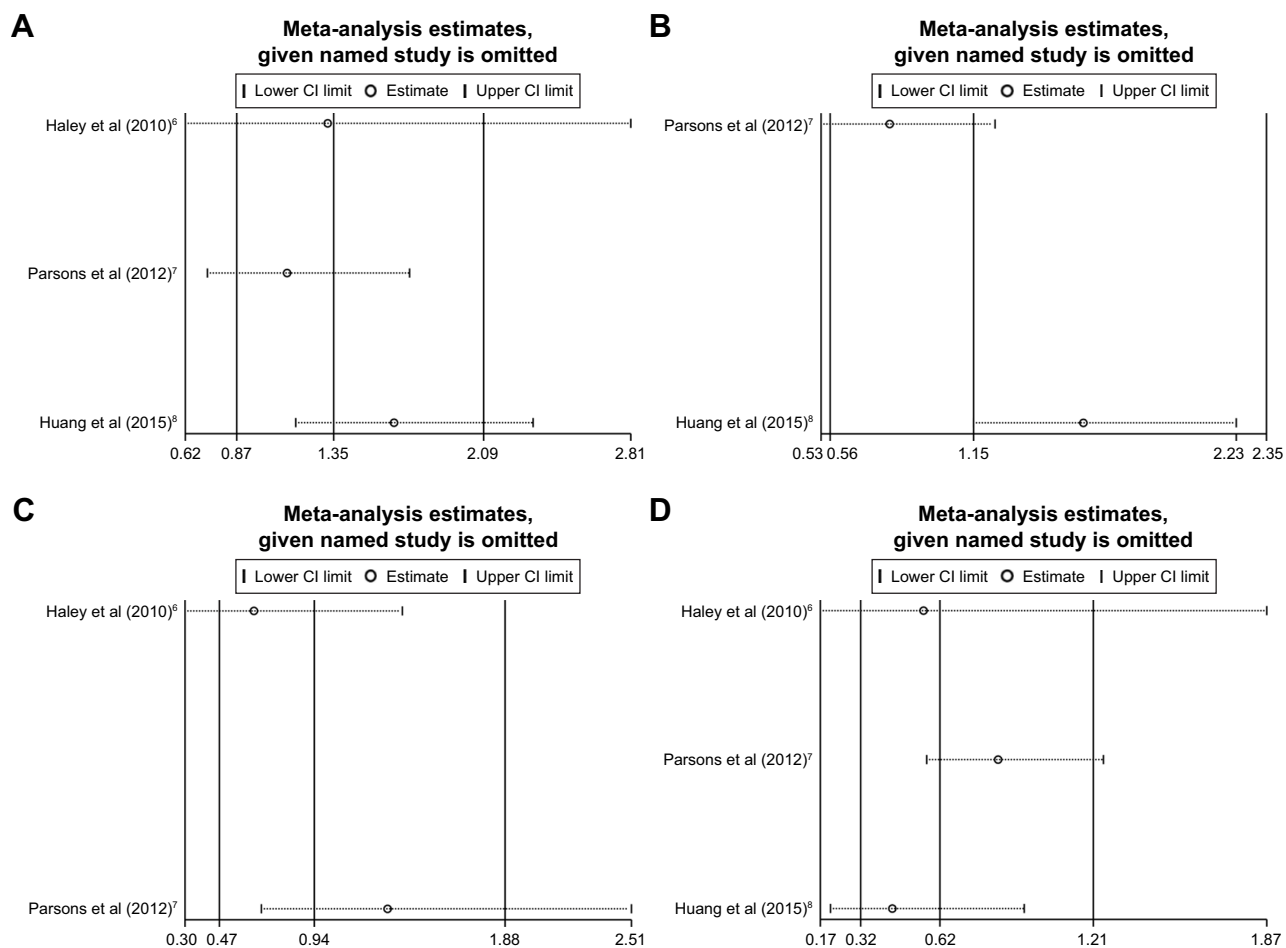 A
Meta-analysis estimates,
given named study is omitted
Lower CI limit Estimate Upper CI limit
Haley et al (2010)⁶
Parsons et al (2012)⁷
Huang et al (2015)⁸
0.62 0.87 1.35 2.09 2.81
B
Meta-analysis estimates,
given named study is omitted
Lower CI limit Estimate Upper CI limit
Parsons et al (2012)⁷
Huang et al (2015)⁸
0.53 0.56 1.15 2.23 2.35
C
Meta-analysis estimates,
given named study is omitted
Lower CI limit Estimate Upper CI limit
Haley et al (2010)⁶
Parsons et al (2012)⁷
0.30 0.47 0.94 1.88 2.51
D
Meta-analysis estimates,
given named study is omitted
Lower CI limit Estimate Upper CI limit
Haley et al (2010)⁶
Parsons et al (2012)⁷
Huang et al (2015)⁸
0.17 0.32 0.62 1.21 1.87